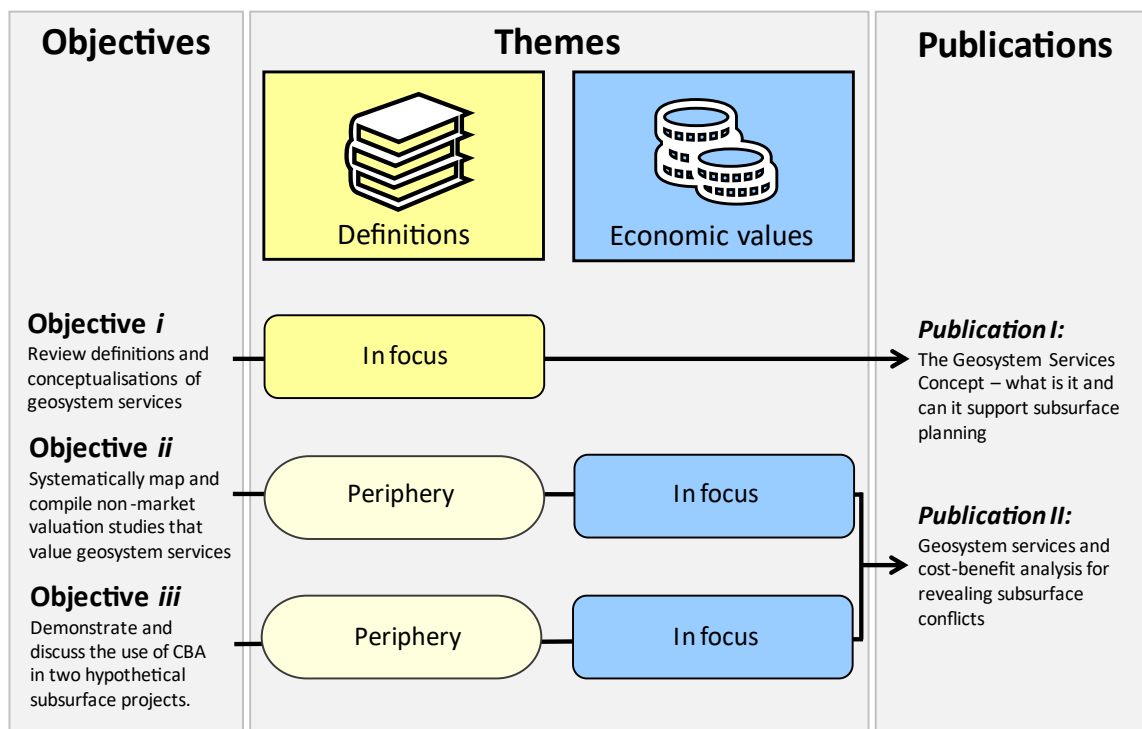 Objectives
Themes
Publications
Definitions
Economic values
Objective i
Review definitions and
conceptualisations of
geosystem services
In focus
Publication I:
The Geosystem Services
Concept – what is it and
can it support subsurface
planning
Objective ii
Systematically map and
compile non-market
valuation studies that
value geosystem services
Periphery
In focus
Objective iii
Demonstrate and
discuss the use of CBA
in two hypothetical
subsurface projects.
Periphery
In focus
Publication II:
Geosystem services and
cost-benefit analysis for
revealing subsurface
conflicts